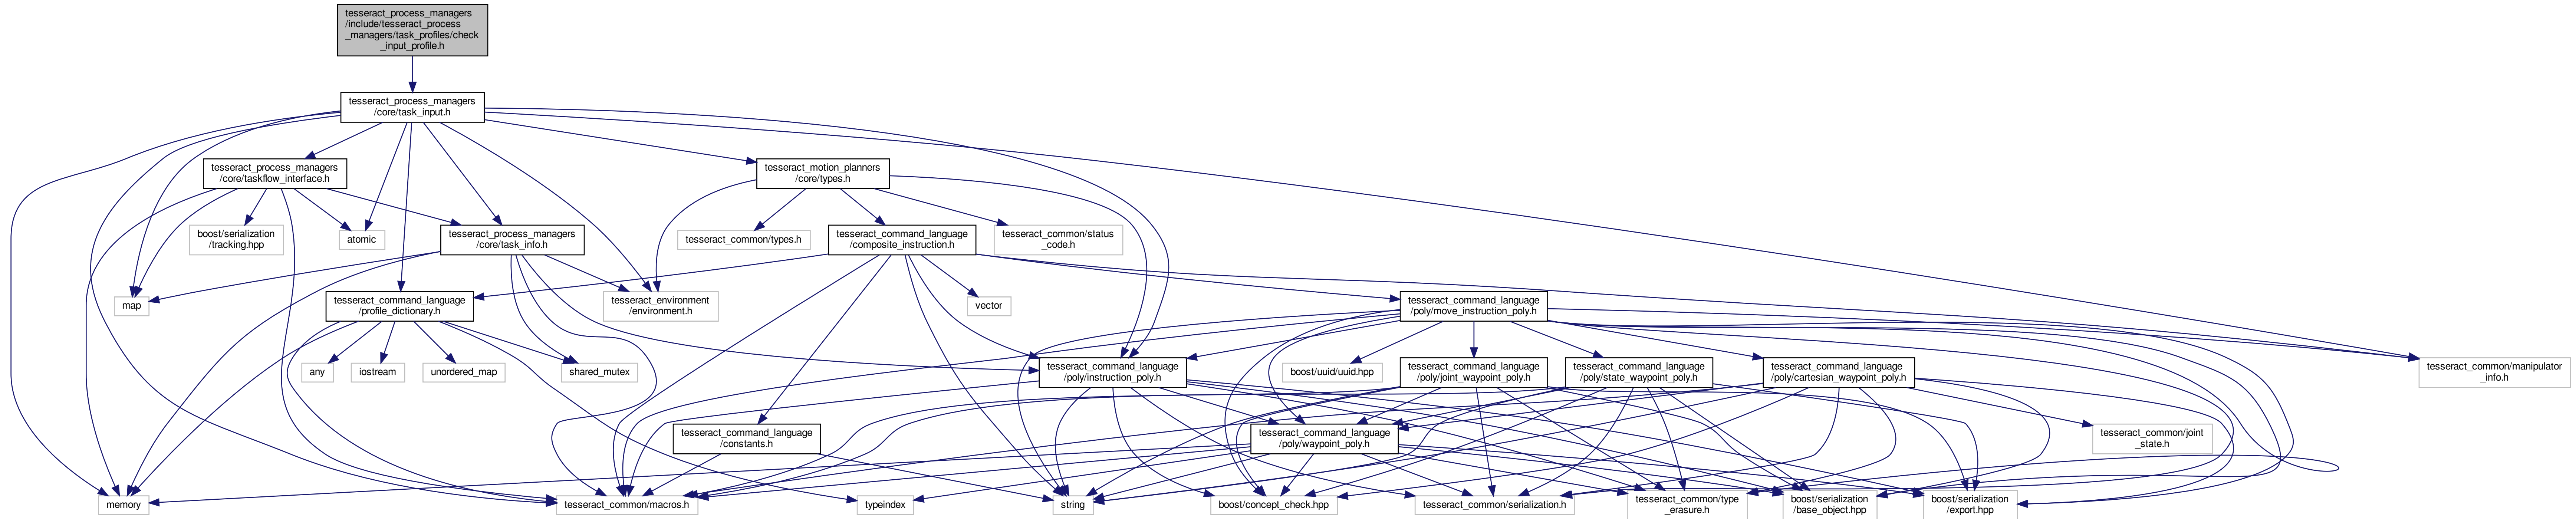 tesseract_process_managers
/include/tesseract_process
_managers/task_profiles/check
_input_profile.h
tesseract_process_managers
/core/task_input.h
tesseract_process_managers
/core/taskflow_interface.h
tesseract_motion_planners
/core/types.h
boost/serialization
/tracking.hpp
atomic
tesseract_process_managers
/core/task_info.h
tesseract_common/types.h
tesseract_command_language
/composite_instruction.h
tesseract_common/status
_code.h
map
tesseract_command_language
/profile_dictionary.h
tesseract_environment
/environment.h
vector
tesseract_command_language
/poly/move_instruction_poly.h
any
iostream
unordered_map
shared_mutex
tesseract_command_language
/poly/instruction_poly.h
boost/uuid/uuid.hpp
tesseract_command_language
/poly/joint_waypoint_poly.h
tesseract_command_language
/poly/state_waypoint_poly.h
tesseract_command_language
/poly/cartesian_waypoint_poly.h
tesseract_common/manipulator
_info.h
tesseract_command_language
/constants.h
tesseract_command_language
/poly/waypoint_poly.h
tesseract_common/joint
_state.h
memory
tesseract_common/macros.h
typeindex
string
boost/concept_check.hpp
tesseract_common/serialization.h
tesseract_common/type
_erasure.h
boost/serialization
/base_object.hpp
boost/serialization
/export.hpp